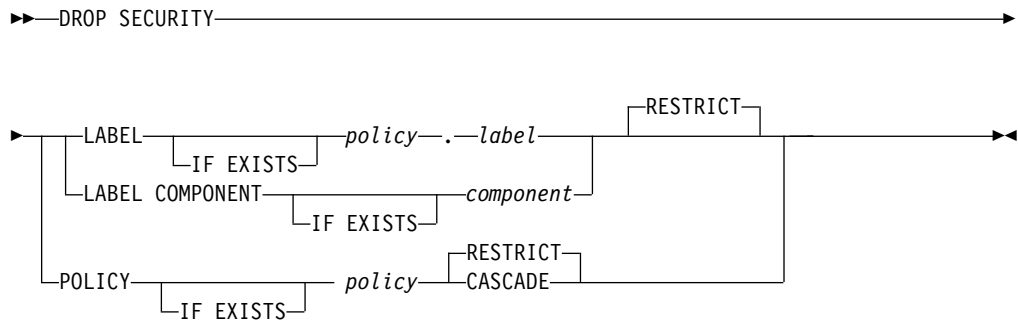 DROP SECURITY
RESTRICT
LABEL IF EXISTS policy . label
LABEL COMPONENT IF EXISTS component
RESTRICT
POLICY IF EXISTS policy CASCADE